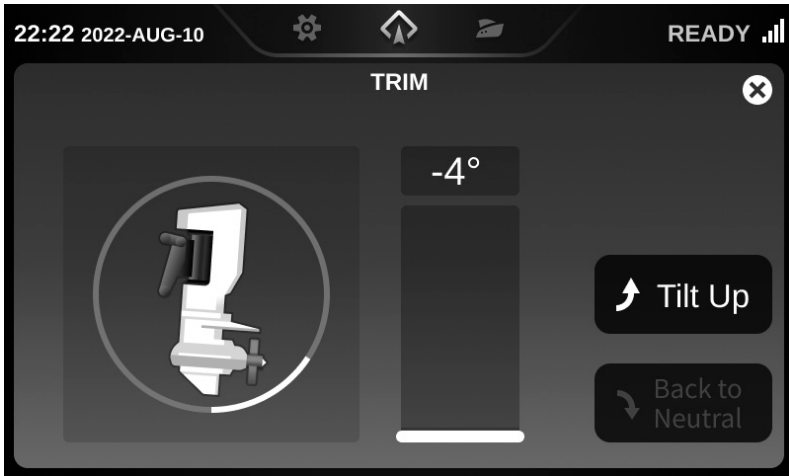 22:22 2022-AUG-10
READY
TRIM
-4°
Tilt Up
Back to
Neutral